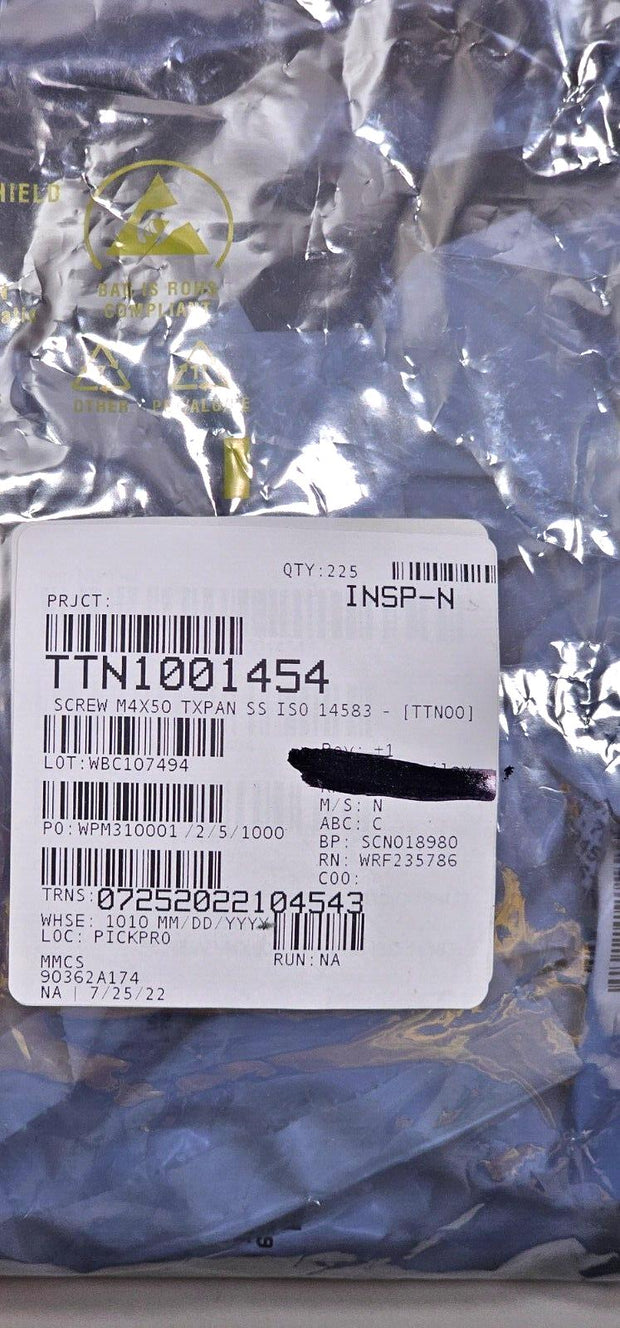 HIELD
BAG IS ROHS
COMPLIANT
OTHER
QTY:225
PRJCT:
INSP-N
TTN1001454
SCREW M4X50 TXPAN SS ISO 14583 - [TTN00]
LOT:WBC107494
Rev: +1
M/S: N
PO:WPM310001/2/5/1000
ABC: C
BP: SCN018980
RN: WRF235786
COO:
TRNS:07252022104543
WHSE: 1010 MM/DD/YYYY
LOC: PICKPRO
RUN:NA
MMCS
90362A174
NA | 7/25/22